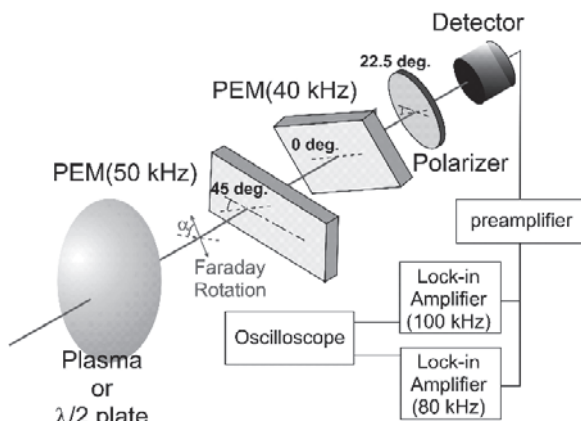 Detector
22.5 deg.
PEM(40 kHz)
0 deg.
Polarizer
PEM(50 kHz)
45 deg.
preamplifier
α
Faraday
Rotation
Lock-in
Amplifier
(100 kHz)
Oscilloscope
Lock-in
Amplifier
(80 kHz)
Plasma
or
λ/2 plate